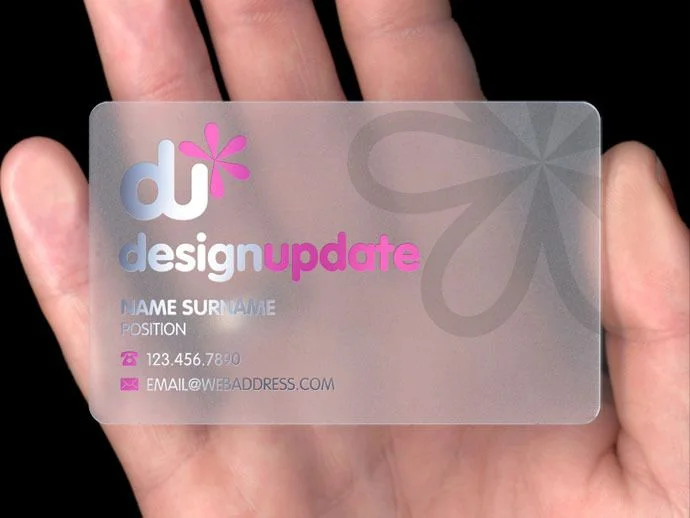 du
designupdate
NAME SURNAME
POSITION
123.456.7890
EMAIL@WEBADDRESS.COM